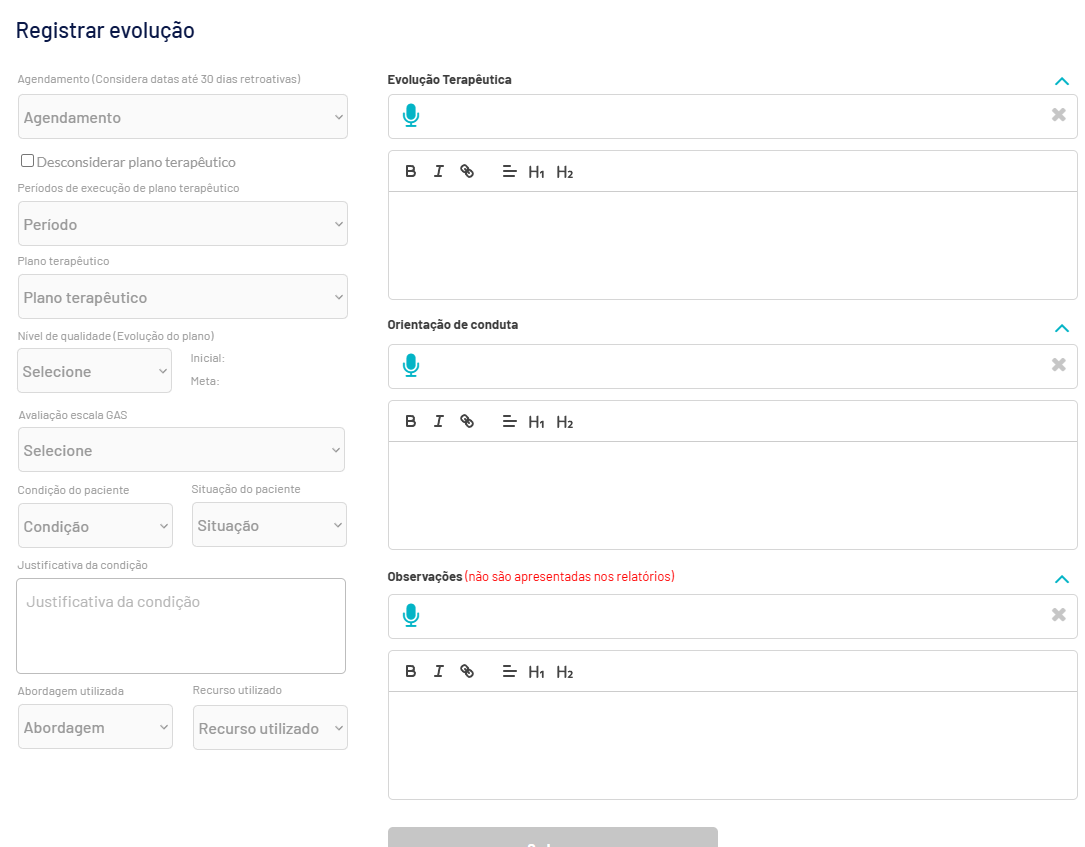 Registrar evolução
Agendamento (Considera datas até 30 dias retroativas)
Agendamento
Desconsiderar plano terapêutico
Períodos de execução de plano terapêutico
Período
Plano terapêutico
Plano terapêutico
Nível de qualidade (Evolução do plano)
Selecione
Inicial:
Meta:
Avaliação escala GAS
Selecione
Condição do paciente
Condição
Situação do paciente
Situação
Justificativa da condição
Justificativa da condição
Abordagem utilizada
Abordagem
Recurso utilizado
Recurso utilizado
Evolução Terapêutica
B I H1 H2
Orientação de conduta
B I H1 H2
Observações (não são apresentadas nos relatórios)
B I H1 H2